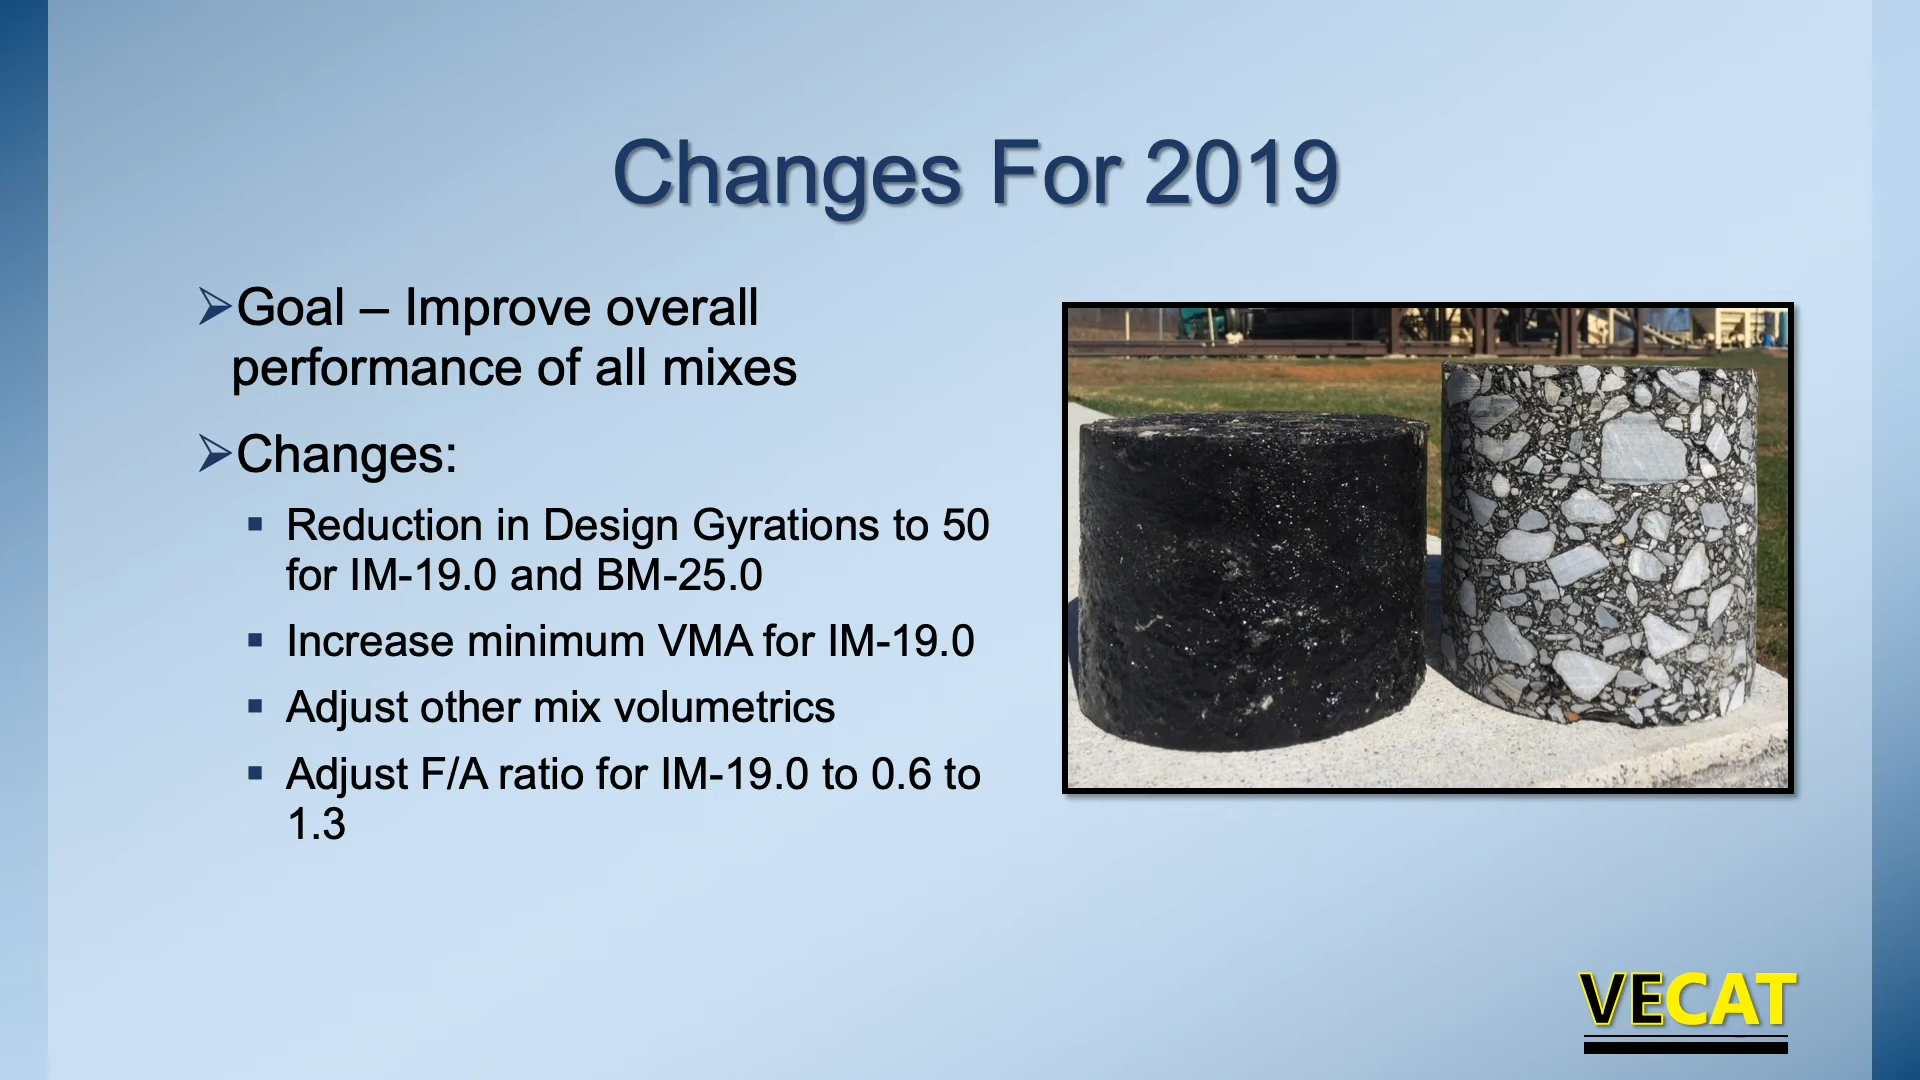 Changes For 2019
➢Goal – Improve overall
performance of all mixes
➢Changes:
▪ Reduction in Design Gyrations to 50
for IM-19.0 and BM-25.0
▪ Increase minimum VMA for IM-19.0
▪ Adjust other mix volumetrics
▪ Adjust F/A ratio for IM-19.0 to 0.6 to
1.3
VECAT